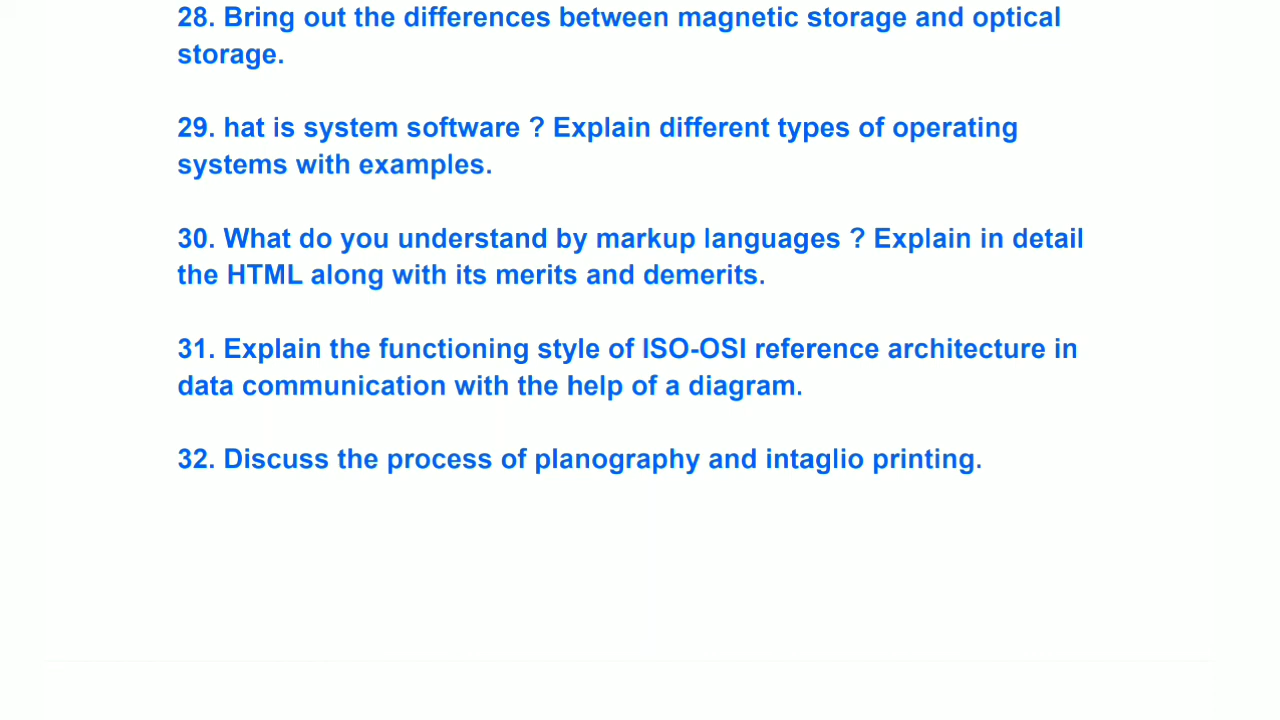 28. Bring out the differences between magnetic storage and optical
storage.
29. hat is system software ? Explain different types of operating
systems with examples.
30. What do you understand by markup languages ? Explain in detail
the HTML along with its merits and demerits.
31. Explain the functioning style of ISO-OSI reference architecture in
data communication with the help of a diagram.
32. Discuss the process of planography and intaglio printing.